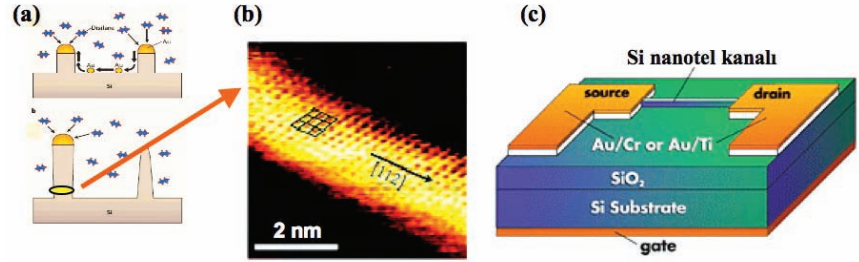 (a)
Disilane
Au
Au
Au
Si
b
Si
(b)
[112]
2 nm
(c)
Si nanotel kanalı
source
drain
Au/Cr or Au/Ti
SiO₂
Si Substrate
gate